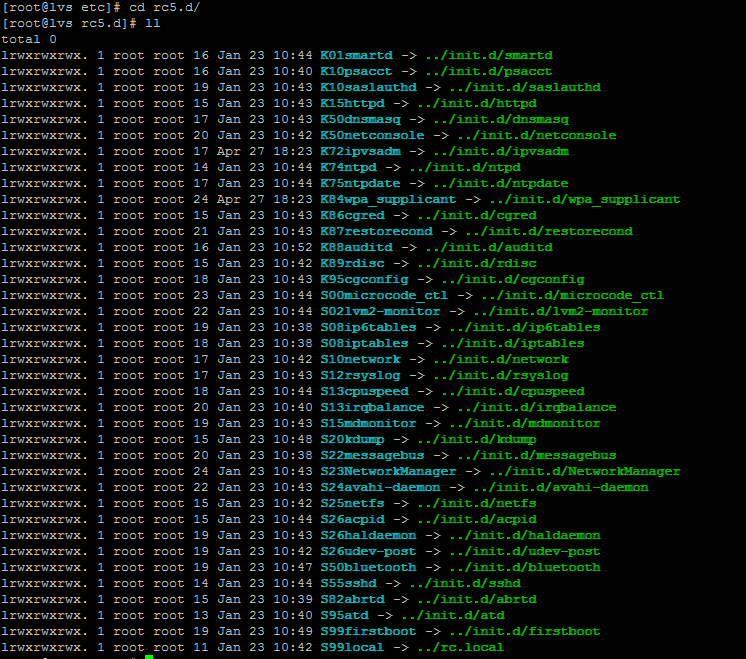 [root@lvs etc]# cd rc5.d/
[root@lvs rc5.d]# ll
total 0
lrwxrwxrwx. 1 root root 16 Jan 23 10:44 K01smartd -> ../init.d/smartd
lrwxrwxrwx. 1 root root 16 Jan 23 10:40 K10psacct -> ../init.d/psacct
lrwxrwxrwx. 1 root root 19 Jan 23 10:43 K10saslauthd -> ../init.d/saslauthd
lrwxrwxrwx. 1 root root 15 Jan 23 10:43 K15httpd -> ../init.d/httpd
lrwxrwxrwx. 1 root root 17 Jan 23 10:43 K50dnsmasq -> ../init.d/dnsmasq
lrwxrwxrwx. 1 root root 20 Jan 23 10:42 K50netconsole -> ../init.d/netconsole
lrwxrwxrwx. 1 root root 17 Apr 27 18:23 K72ipvsadm -> ../init.d/ipvsadm
lrwxrwxrwx. 1 root root 14 Jan 23 10:44 K74ntpd -> ../init.d/ntpd
lrwxrwxrwx. 1 root root 17 Jan 23 10:44 K75ntpdate -> ../init.d/ntpdate
lrwxrwxrwx. 1 root root 24 Apr 27 18:23 K84wpa_supplicant -> ../init.d/wpa_supplicant
lrwxrwxrwx. 1 root root 15 Jan 23 10:43 K86cgred -> ../init.d/cgred
lrwxrwxrwx. 1 root root 21 Jan 23 10:43 K87restorecond -> ../init.d/restorecond
lrwxrwxrwx. 1 root root 16 Jan 23 10:52 K88auditd -> ../init.d/auditd
lrwxrwxrwx. 1 root root 15 Jan 23 10:42 K89rdisc -> ../init.d/rdisc
lrwxrwxrwx. 1 root root 18 Jan 23 10:43 K95cgconfig -> ../init.d/cgconfig
lrwxrwxrwx. 1 root root 23 Jan 23 10:44 S00microcode_ctl -> ../init.d/microcode_ctl
lrwxrwxrwx. 1 root root 22 Jan 23 10:44 S02lvm2-monitor -> ../init.d/lvm2-monitor
lrwxrwxrwx. 1 root root 19 Jan 23 10:38 S08ip6tables -> ../init.d/ip6tables
lrwxrwxrwx. 1 root root 18 Jan 23 10:38 S08iptables -> ../init.d/iptables
lrwxrwxrwx. 1 root root 17 Jan 23 10:42 S10network -> ../init.d/network
lrwxrwxrwx. 1 root root 17 Jan 23 10:43 S12rsyslog -> ../init.d/rsyslog
lrwxrwxrwx. 1 root root 18 Jan 23 10:44 S13cpuspeed -> ../init.d/cpuspeed
lrwxrwxrwx. 1 root root 20 Jan 23 10:40 S13irqbalance -> ../init.d/irqbalance
lrwxrwxrwx. 1 root root 19 Jan 23 10:43 S15mdmonitor -> ../init.d/mdmonitor
lrwxrwxrwx. 1 root root 15 Jan 23 10:48 S20kdump -> ../init.d/kdump
lrwxrwxrwx. 1 root root 20 Jan 23 10:38 S22messagebus -> ../init.d/messagebus
lrwxrwxrwx. 1 root root 24 Jan 23 10:43 S23NetworkManager -> ../init.d/NetworkManager
lrwxrwxrwx. 1 root root 22 Jan 23 10:43 S24avahi-daemon -> ../init.d/avahi-daemon
lrwxrwxrwx. 1 root root 15 Jan 23 10:42 S25netfs -> ../init.d/netfs
lrwxrwxrwx. 1 root root 15 Jan 23 10:44 S26acpid -> ../init.d/acpid
lrwxrwxrwx. 1 root root 19 Jan 23 10:43 S26haldaemon -> ../init.d/haldaemon
lrwxrwxrwx. 1 root root 19 Jan 23 10:42 S26udev-post -> ../init.d/udev-post
lrwxrwxrwx. 1 root root 19 Jan 23 10:47 S50bluetooth -> ../init.d/bluetooth
lrwxrwxrwx. 1 root root 14 Jan 23 10:44 S55sshd -> ../init.d/sshd
lrwxrwxrwx. 1 root root 15 Jan 23 10:39 S82abrtd -> ../init.d/abrtd
lrwxrwxrwx. 1 root root 13 Jan 23 10:40 S95atd -> ../init.d/atd
lrwxrwxrwx. 1 root root 19 Jan 23 10:49 S99firstboot -> ../init.d/firstboot
lrwxrwxrwx. 1 root root 11 Jan 23 10:42 S99local -> ../rc.local